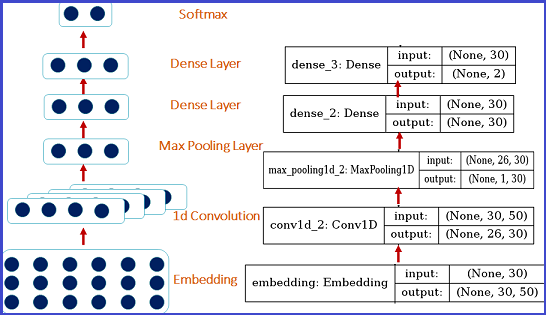 Softmax
Dense Layer
Dense Layer
Max Pooling Layer
1d Convolution
Embedding
dense_3: Dense
input: (None, 30)
output: (None, 2)
dense_2: Dense
input: (None, 30)
output: (None, 30)
max_pooling1d_2: MaxPooling1D
input: (None, 26, 30)
output: (None, 1, 30)
conv1d_2: Conv1D
input: (None, 30, 50)
output: (None, 26, 30)
embedding: Embedding
input: (None, 30)
output: (None, 30, 50)